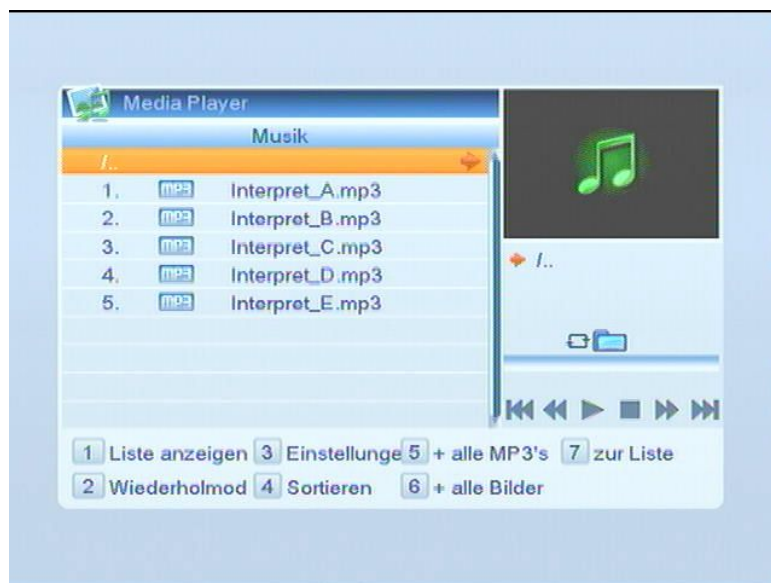 Media Player
Musik
/..
1. mp3 Interpret_A.mp3
2. mp3 Interpret_B.mp3
3. mp3 Interpret_C.mp3
4. mp3 Interpret_D.mp3
5. mp3 Interpret_E.mp3
/..
1 Liste anzeigen 3 Einstellunge 5 + alle MP3's 7 zur Liste
2 Wiederholmod 4 Sortieren 6 + alle Bilder